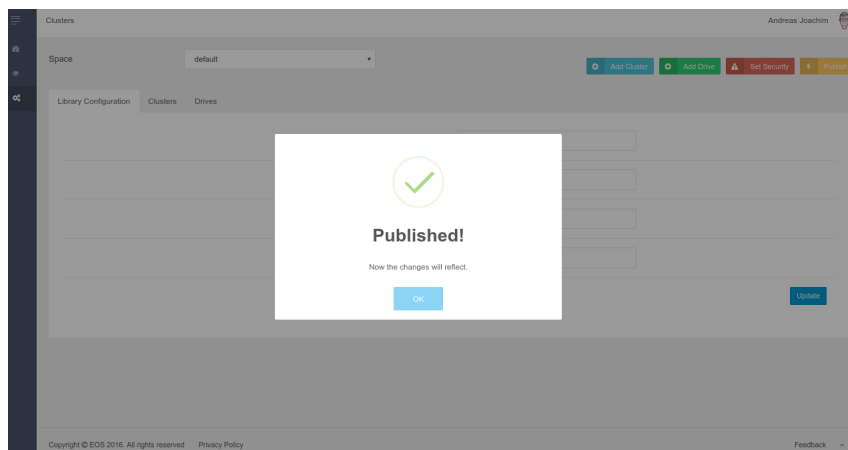 Clusters
Andreas Joachim
Space
default
Add Cluster
Add Drive
Set Security
Library Configuration
Clusters
Drives
Published!
Now the changes will reflect.
OK
Update
Copyright © EOS 2016. All rights reserved
Privacy Policy
Feedback